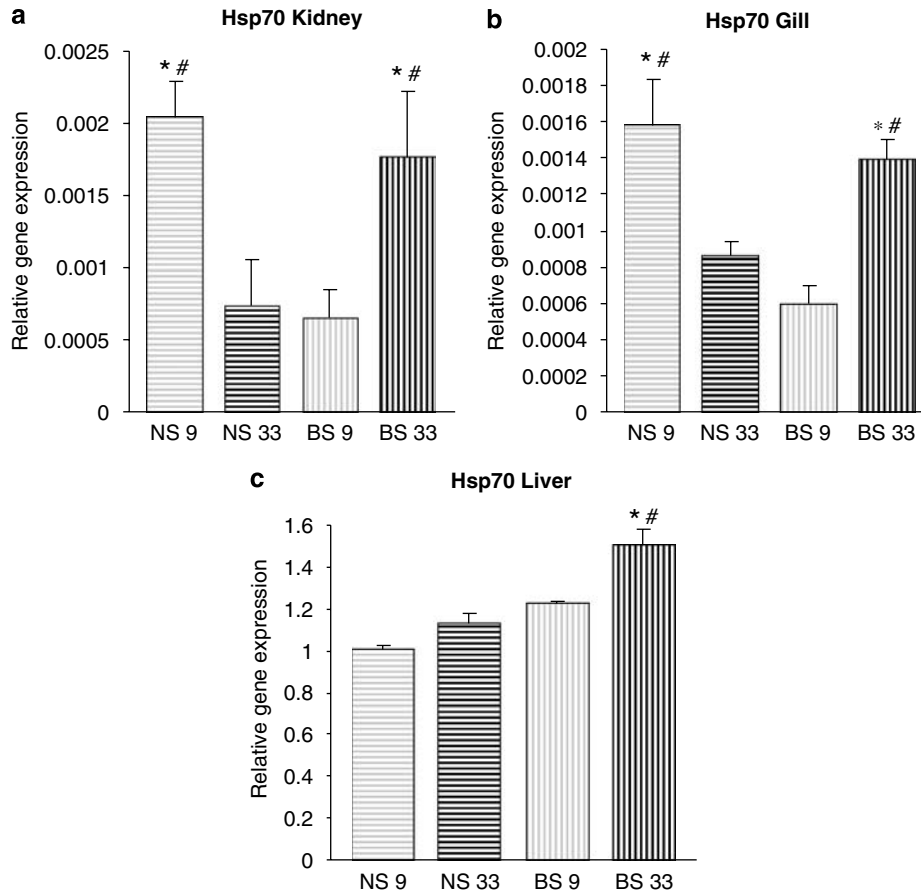 a
Hsp70 Kidney
Relative gene expression
0.0025
0.002
0.0015
0.001
0.0005
0
* #
* #
NS 9 NS 33 BS 9 BS 33
b
Hsp70 Gill
Relative gene expression
0.002
0.0018
0.0016
0.0014
0.0012
0.001
0.0008
0.0006
0.0004
0.0002
0
* #
* #
NS 9 NS 33 BS 9 BS 33
c
Hsp70 Liver
Relative gene expression
1.6
1.4
1.2
1
0.8
0.6
0.4
0.2
0
* #
NS 9 NS 33 BS 9 BS 33